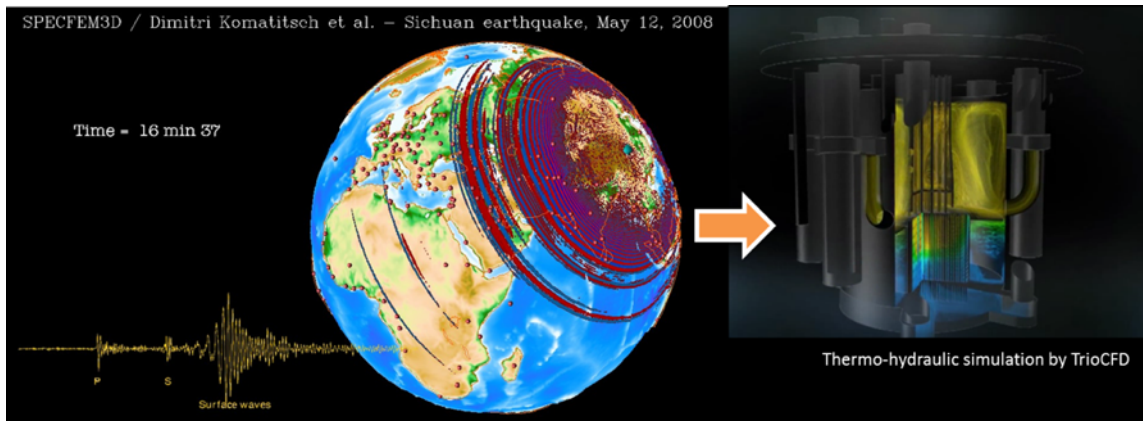 SPECFEM3D / Dimitri Komatitsch et al. - Sichuan earthquake, May 12, 2008
Time = 16 min 37
P
S
Surface waves
Thermo-hydraulic simulation by TrioCFD